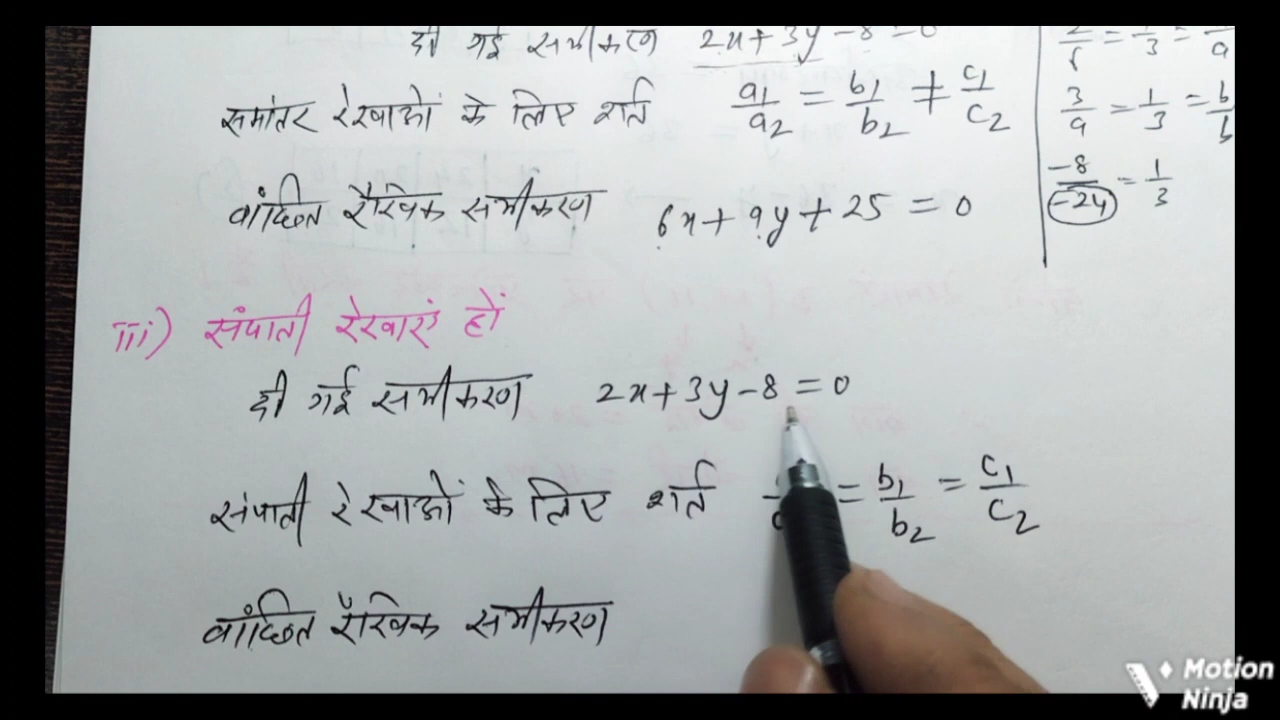 दी गई समीकरण 2x + 3y - 8 = 0
समांतर रेखाओं के लिए शर्त a1/a2 = b1/b2 ≠ c1/c2
वांछित रैखिक समीकरण 6x + 9y + 25 = 0
3/9 = 1/3 =
-8/-24 = 1/3
iii) संपाती रेखाएं हों
दी गई समीकरण 2x + 3y - 8 = 0
संपाती रेखाओं के लिए शर्त = b1/b2 = c1/c2
वांछित रैखिक समीकरण
Motion
Ninja